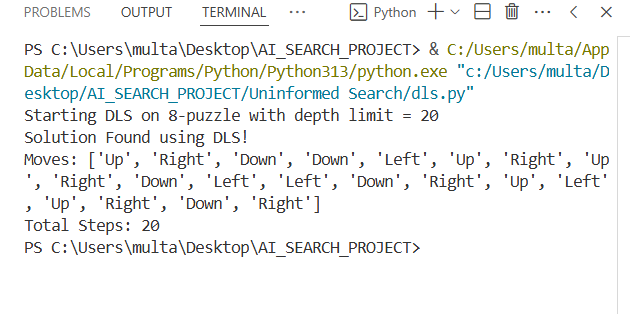 PROBLEMS OUTPUT TERMINAL ... Python ...
PS C:\Users\multa\Desktop\AI_SEARCH_PROJECT> & C:/Users/multa/App
Data/Local/Programs/Python/Python313/python.exe "c:/Users/multa/D
esktop/AI_SEARCH_PROJECT/Uninformed Search/dls.py"
Starting DLS on 8-puzzle with depth limit = 20
Solution Found using DLS!
Moves: ['Up', 'Right', 'Down', 'Down', 'Left', 'Up', 'Right', 'Up
', 'Right', 'Down', 'Left', 'Left', 'Down', 'Right', 'Up', 'Left'
, 'Up', 'Right', 'Down', 'Right']
Total Steps: 20
PS C:\Users\multa\Desktop\AI_SEARCH_PROJECT>